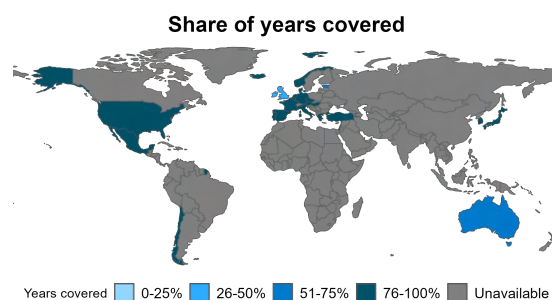 Share of years covered
Years covered 0-25% 26-50% 51-75% 76-100% Unavailable